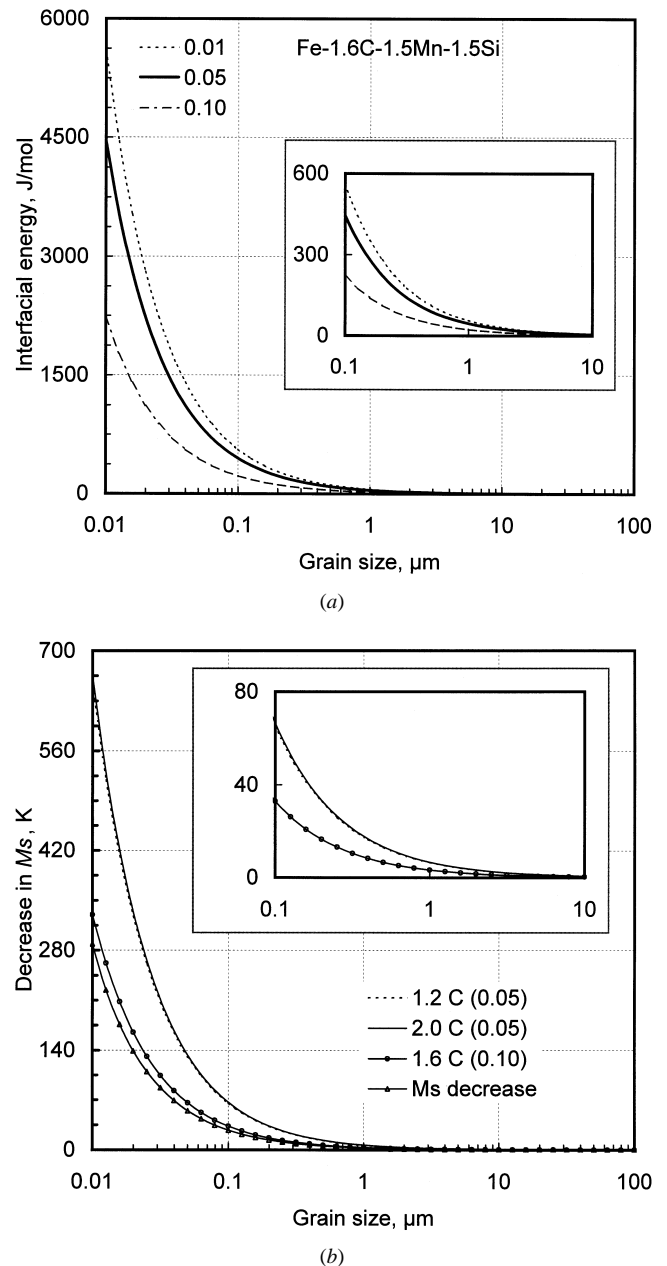 6000
0.01
0.05
0.10
Fe-1.6C-1.5Mn-1.5Si
4500
3000
1500
0
Interfacial energy, J/mol
600
300
0
0.1 1 10
0.01 0.1 1 10 100
Grain size, µm
(a)
700
560
420
280
140
0
Decrease in Ms, K
80
40
0
0.1 1 10
1.2 C (0.05)
2.0 C (0.05)
1.6 C (0.10)
Ms decrease
0.01 0.1 1 10 100
Grain size, µm
(b)